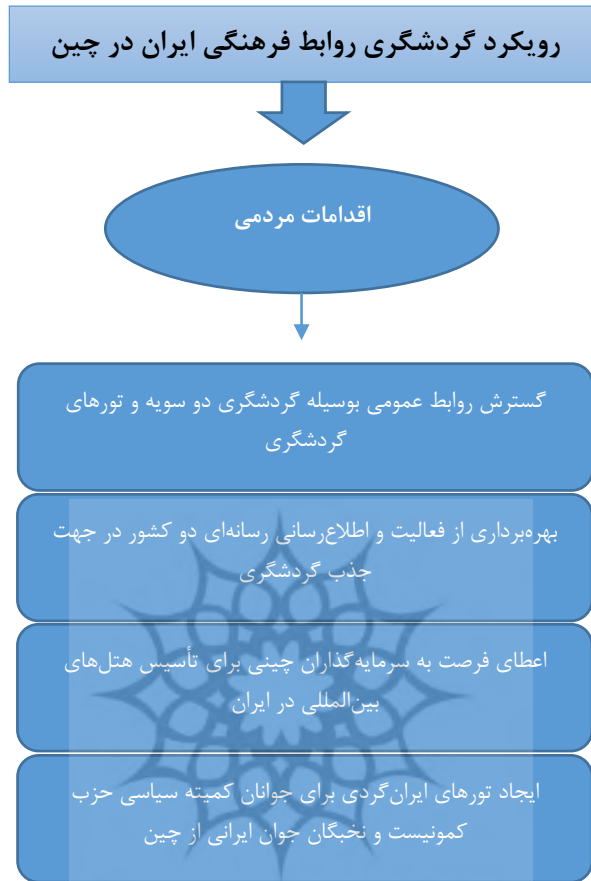 رویکرد گردشگری روابط فرهنگی ایران در چین
اقدامات مردمی
گسترش روابط عمومی بوسیله گردشگری دو سویه و تورهای
گردشگری
بهره‌برداری از فعالیت و اطلاع‌رسانی رسانه‌ای دو کشور در جهت
جذب گردشگری
اعطای فرصت به سرمایه‌گذاران چینی برای تأسیس هتل‌های
بین‌المللی در ایران
ایجاد تورهای ایران‌گردی برای جوانان کمیته سیاسی حزب
کمونیست و نخبگان جوان ایرانی از چین